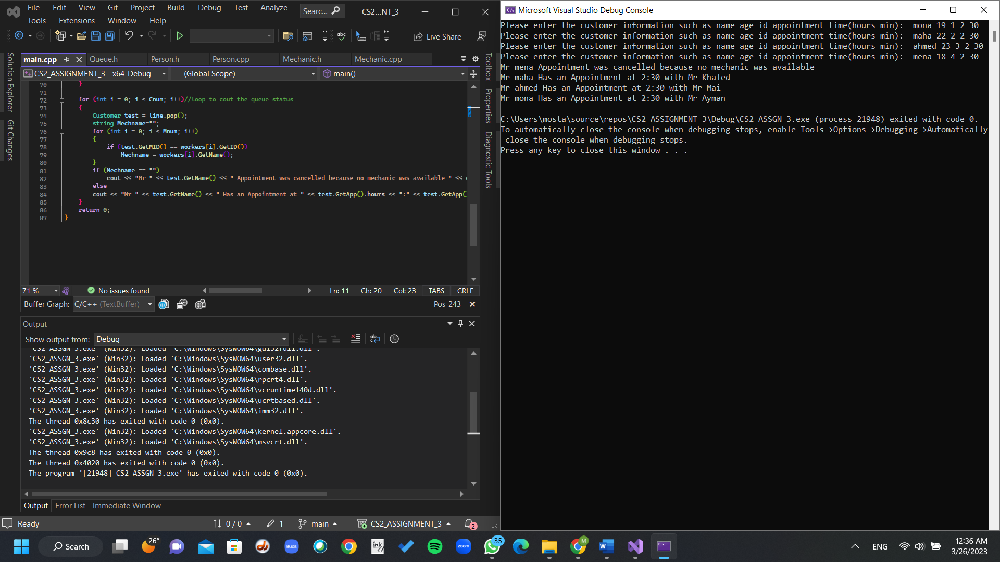 File Edit View Git Project Build Debug Test Analyze
Searc... CS2...NT_3
Tools Extensions Window Help
Live Share
main.cpp Queue.h Person.h Person.cpp Mechanic.h Mechanic.cpp
CS2_ASSIGNMENT_3 - x64-Debug (Global Scope) main()
70 }
71
72 for (int i = 0; i < Cnum; i++)//loop to cout the queue status
73 {
74 Customer test = line.pop();
75 string Mechname="";
76 for (int i = 0; i < Mnum; i++)
77 {
78 if (test.GetMID() == workers[i].GetID())
79 Mechname = workers[i].GetName();
80 }
81 if (Mechname == "")
82 cout << "Mr " << test.GetName() << " Appointment was cancelled because no mechanic was available " <<
83 else
84 cout << "Mr " << test.GetName() << " Has an Appointment at " << test.GetApp().hours << ":" << test.GetApp()
85 }
86 return 0;
87 }
71 % No issues found Ln: 11 Ch: 20 Col: 23 TABS CRLF
Buffer Graph: C/C++ (TextBuffer) Pos 243
Output
Show output from: Debug
'CS2_ASSGN_3.exe' (Win32): Loaded 'C:\Windows\SysWOW64\gdi32full.dll'.
'CS2_ASSGN_3.exe' (Win32): Loaded 'C:\Windows\SysWOW64\user32.dll'.
'CS2_ASSGN_3.exe' (Win32): Loaded 'C:\Windows\SysWOW64\combase.dll'.
'CS2_ASSGN_3.exe' (Win32): Loaded 'C:\Windows\SysWOW64\rpcrt4.dll'.
'CS2_ASSGN_3.exe' (Win32): Loaded 'C:\Windows\SysWOW64\vcruntime140d.dll'.
'CS2_ASSGN_3.exe' (Win32): Loaded 'C:\Windows\SysWOW64\ucrtbased.dll'.
'CS2_ASSGN_3.exe' (Win32): Loaded 'C:\Windows\SysWOW64\imm32.dll'.
The thread 0x8c30 has exited with code 0 (0x0).
'CS2_ASSGN_3.exe' (Win32): Loaded 'C:\Windows\SysWOW64\kernel.appcore.dll'.
'CS2_ASSGN_3.exe' (Win32): Loaded 'C:\Windows\SysWOW64\msvcrt.dll'.
The thread 0x9c8 has exited with code 0 (0x0).
The thread 0x4020 has exited with code 0 (0x0).
The program '[21948] CS2_ASSGN_3.exe' has exited with code 0 (0x0).
Output Error List Immediate Window
Ready 0 / 0 1 main CS2_ASSIGNMENT_3 2
Solution Explorer
Git Changes
Toolbox
Properties
Diagnostic Tools
Microsoft Visual Studio Debug Console
Please enter the customer information such as name age id appointment time(hours min):  mona 19 1 2 30
Please enter the customer information such as name age id appointment time(hours min):  maha 22 2 2 30
Please enter the customer information such as name age id appointment time(hours min):  ahmed 23 3 2 30
Please enter the customer information such as name age id appointment time(hours min):  mena 18 4 2 30
Mr mena Appointment was cancelled because no mechanic was available
Mr maha Has an Appointment at 2:30 with Mr Khaled
Mr ahmed Has an Appointment at 2:30 with Mr Mai
Mr mona Has an Appointment at 2:30 with Mr Ayman
C:\Users\mosta\source\repos\CS2_ASSIGNMENT_3\Debug\CS2_ASSGN_3.exe (process 21948) exited with code 0.
To automatically close the console when debugging stops, enable Tools->Options->Debugging->Automatically
close the console when debugging stops.
Press any key to close this window . . .
Search 26° Buds ink zoom 35 M W ENG 12:36 AM
3/26/2023